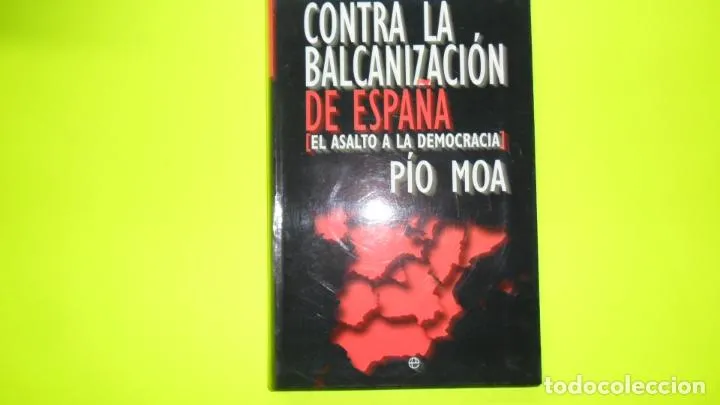 CONTRA LA
BALCANIZACIÓN
DE ESPAÑA
[EL ASALTO A LA DEMOCRACIA]
PÍO MOA
todocoleccion